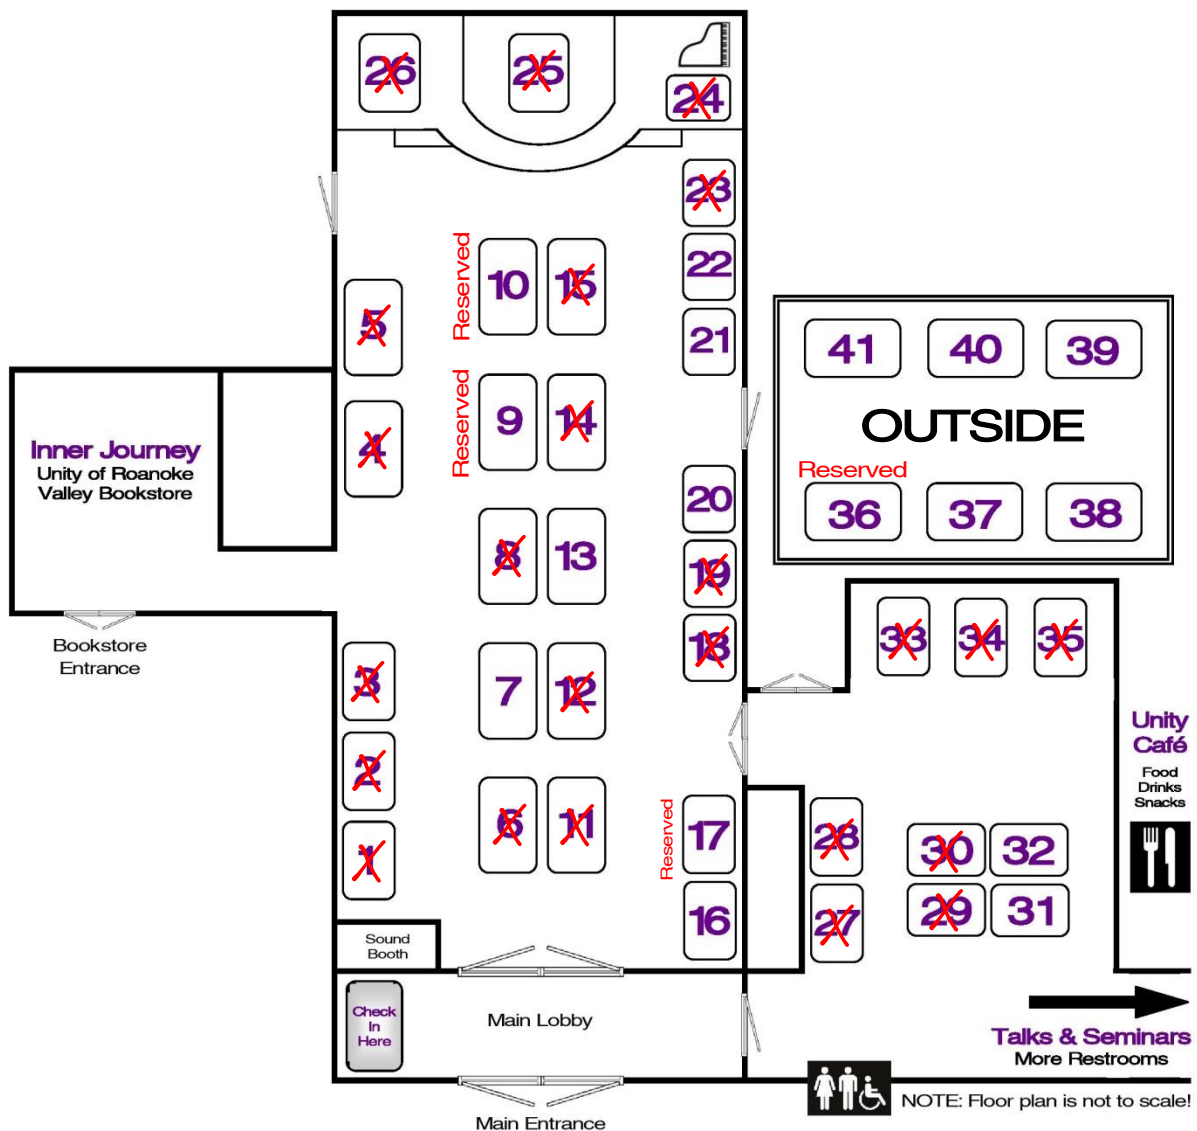 26
25
24
23
Reserved
10
15
22
5
21
41
40
39
Reserved
9
14
4
OUTSIDE
Inner Journey
Unity of Roanoke
Valley Bookstore
Reserved
20
36
37
38
8
13
19
18
33
34
35
Bookstore
Entrance
3
7
12
2
Unity
Café
Food
Drinks
Snacks
6
11
Reserved
17
28
30
32
1
16
27
29
31
Sound
Booth
Check
In
Here
Main Lobby
Talks & Seminars
More Restrooms
NOTE: Floor plan is not to scale!
Main Entrance